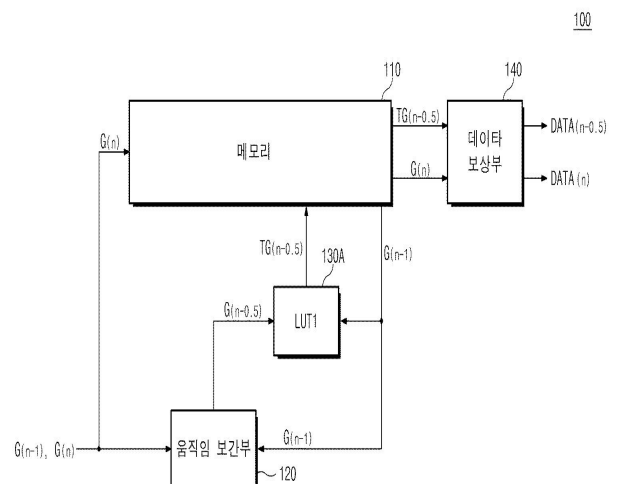 100
110
140
G(n)
메모리
TG(n-0.5)
데이타
보상부
DATA(n-0.5)
G(n)
DATA(n)
TG(n-0.5)
130A
G(n-1)
G(n-0.5)
LUT1
G(n-1), G(n)
움직임 보간부
G(n-1)
120